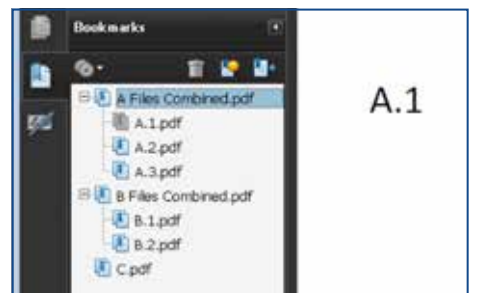 Bookmarks
A Files Combined.pdf
A.1.pdf
A.2.pdf
A.3.pdf
B Files Combined.pdf
B.1.pdf
B.2.pdf
C.pdf
A.1